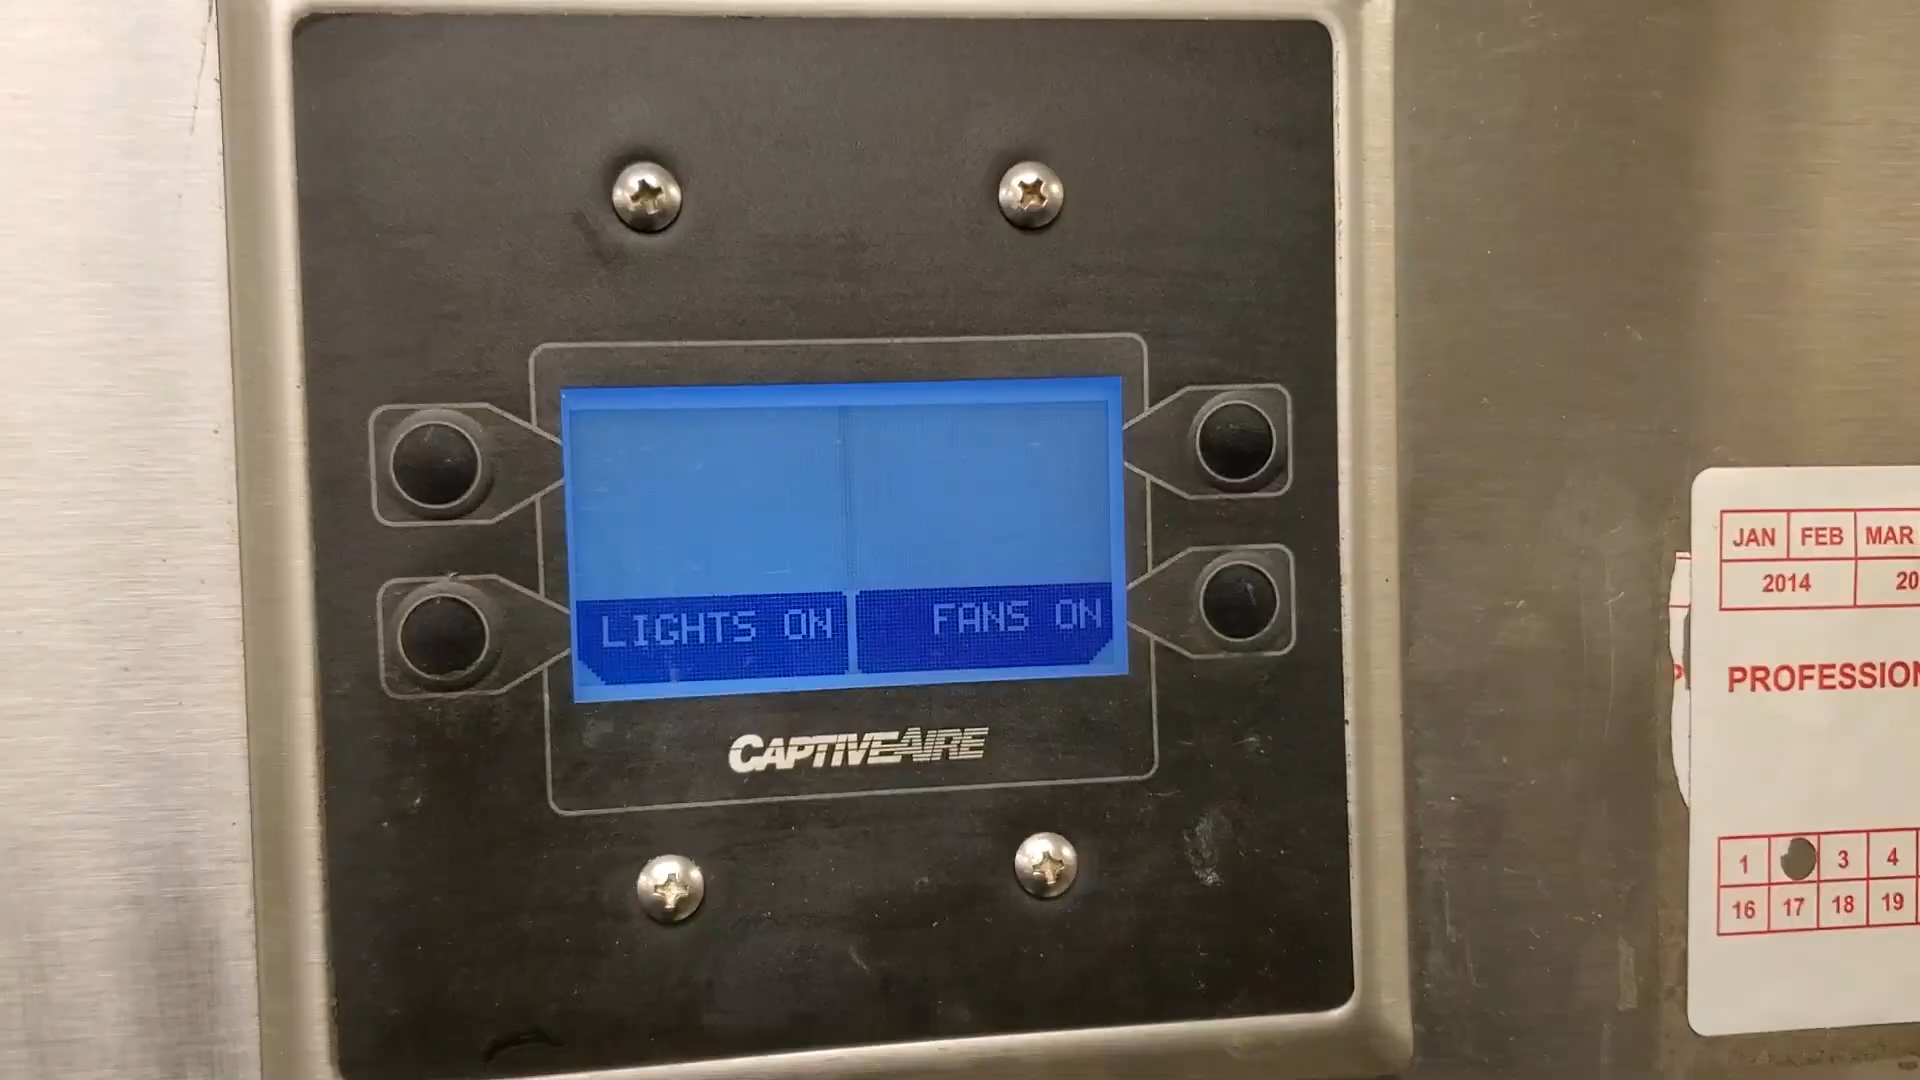 LIGHTS ON
FANS ON
CAPTIVEAIRE
JAN FEB MAR
2014
PROFESSION
1 3 4
16 17 18 19